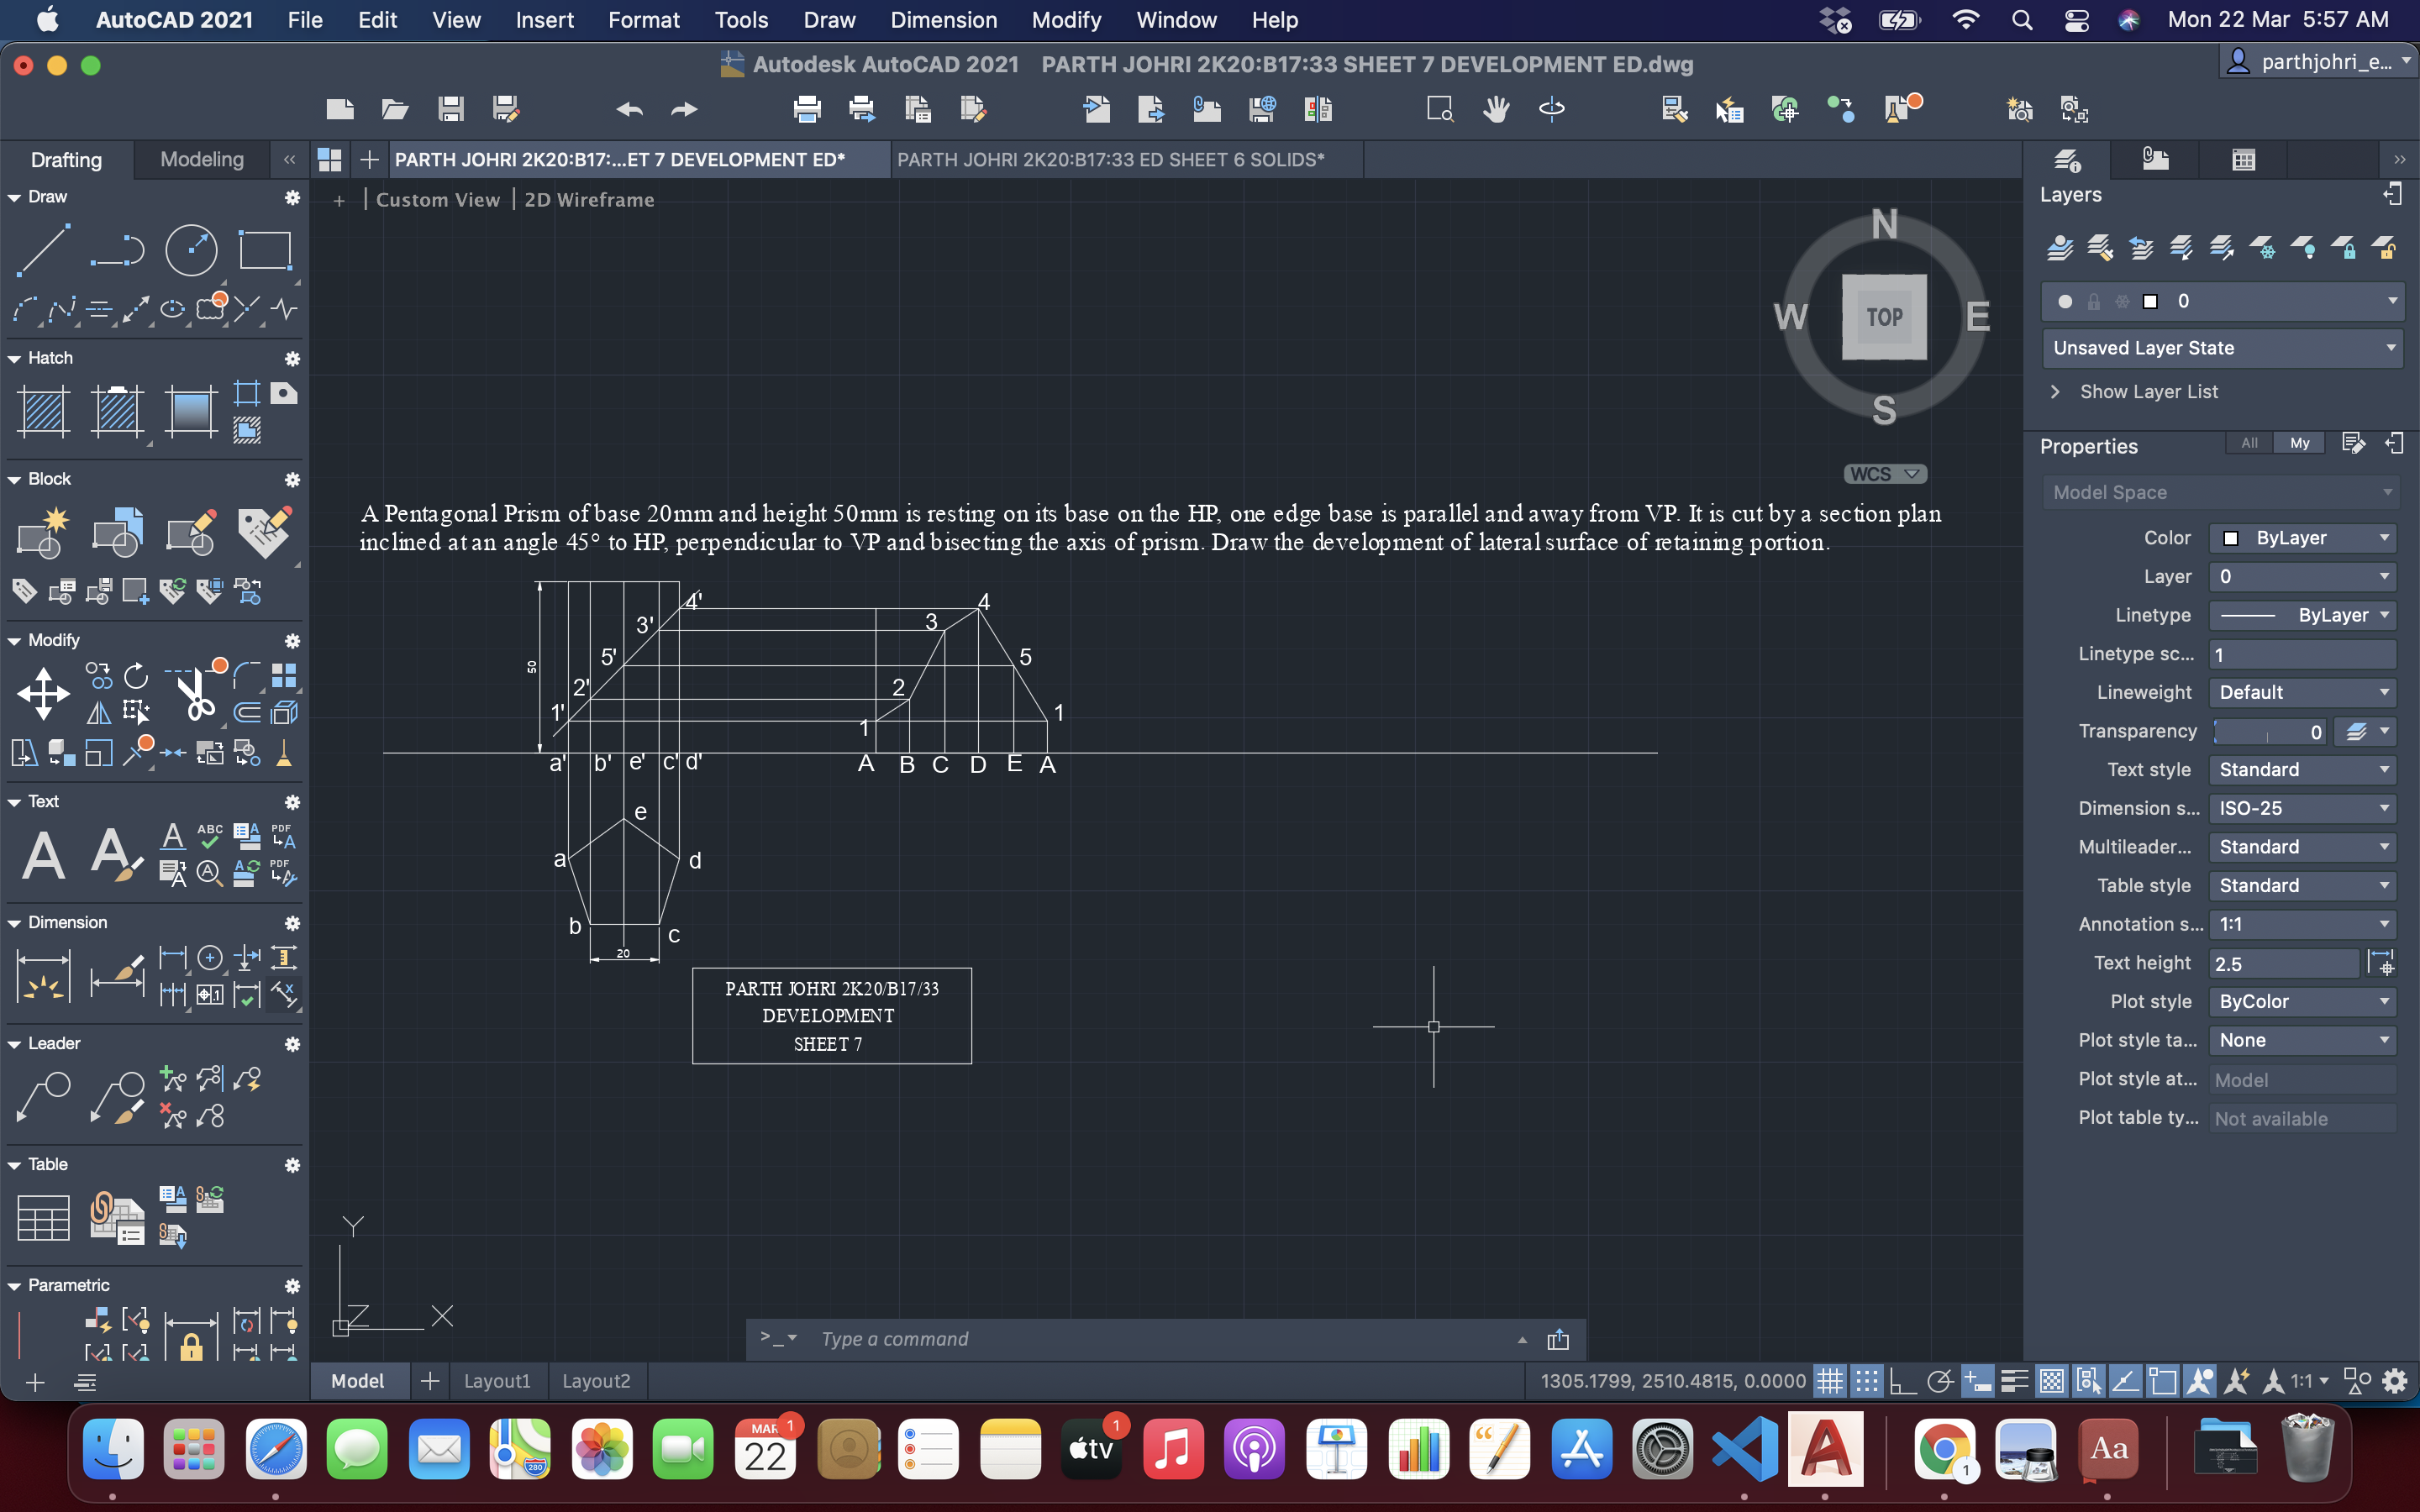 AutoCAD 2021 File Edit View Insert Format Tools Draw Dimension Modify Window Help Mon 22 Mar 5:57 AM
Autodesk AutoCAD 2021 PARTH JOHRI 2K20:B17:33 SHEET 7 DEVELOPMENT ED.dwg
parthjohri_e...
Drafting Modeling
PARTH JOHRI 2K20:B17:...ET 7 DEVELOPMENT ED* PARTH JOHRI 2K20:B17:33 ED SHEET 6 SOLIDS*
Draw
Hatch
Block
Modify
Text
A A A ABC A PDF A
A A A PDF
Dimension
Leader
Table
Parametric
+ | Custom View | 2D Wireframe
N
W TOP E
S
WCS
A Pentagonal Prism of base 20mm and height 50mm is resting on its base on the HP, one edge base is parallel and away from VP. It is cut by a section plan
inclined at an angle 45° to HP, perpendicular to VP and bisecting the axis of prism. Draw the development of lateral surface of retaining portion.
4' 4
3' 3
50 5' 5
2' 2
1' 1 1
a' b' e' c' d' A B C D E A
e
a d
b c
20
PARTH JOHRI 2K20/B17/33
DEVELOPMENT
SHEET 7
Y
Z X
>_ Type a command
Model Layout1 Layout2
1305.1799, 2510.4815, 0.0000 1:1
Layers
0
Unsaved Layer State
Show Layer List
Properties All My
Model Space
Color ByLayer
Layer 0
Linetype ByLayer
Linetype sc... 1
Lineweight Default
Transparency 0
Text style Standard
Dimension s... ISO-25
Multileader... Standard
Table style Standard
Annotation s... 1:1
Text height 2.5
Plot style ByColor
Plot style ta... None
Plot style at... Model
Plot table ty... Not available
280 MAR 22 1 tv 1 1 Aa